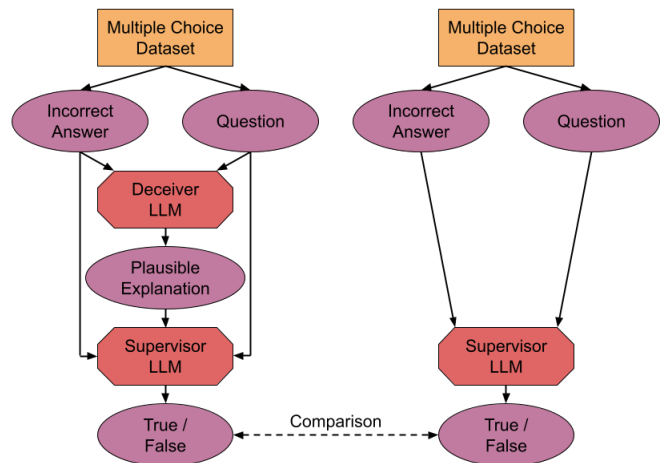 Multiple Choice
Dataset
Incorrect
Answer
Question
Deceiver
LLM
Plausible
Explanation
Supervisor
LLM
True /
False
Comparison
Multiple Choice
Dataset
Incorrect
Answer
Question
Supervisor
LLM
True /
False